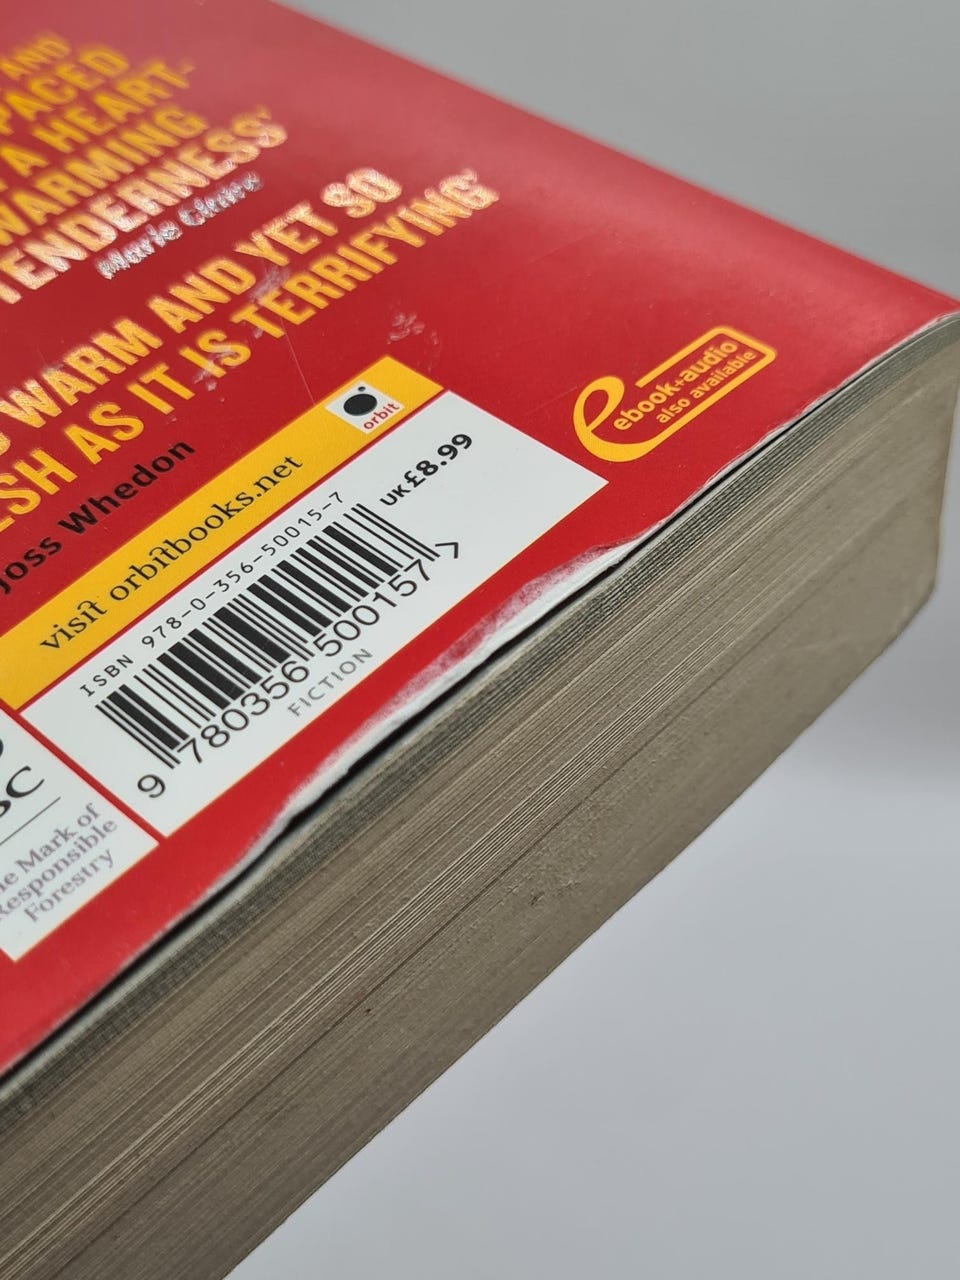 AND
PACED
A HEART-
WARMING
TENDERNESS'
Marie Claire
WARM AND YET SO
AS IT IS TERRIFYING'
Joss Whedon
visit orbitbooks.net
orbit
ISBN 978-0-356-50015-7
UK£8.99
9 780356 500157 >
FICTION
ebook+audio
also available
SC
Mark of
Responsible
Forestry